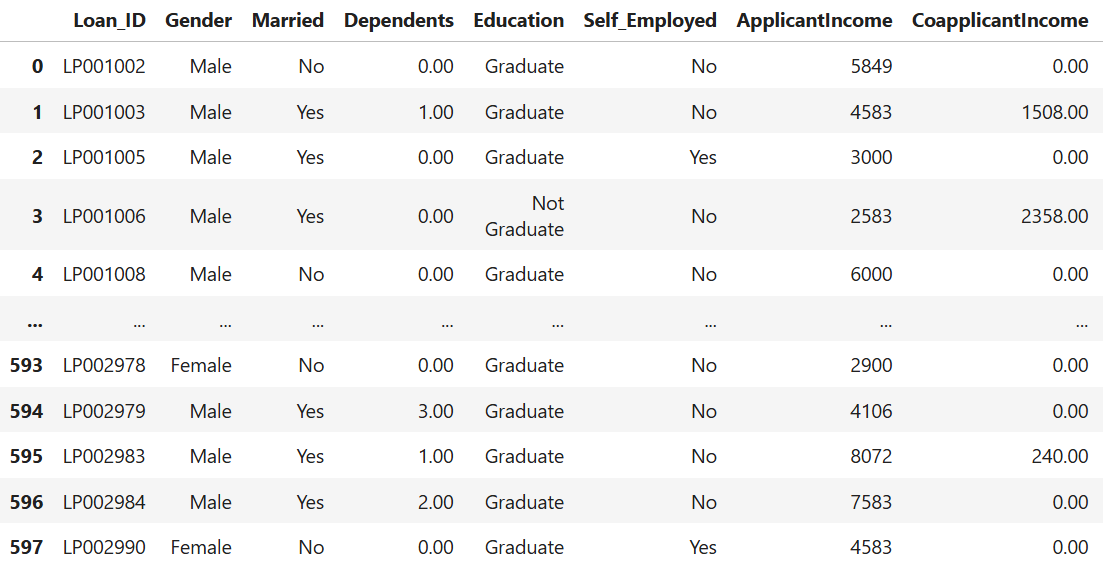 Loan_ID Gender Married Dependents Education Self_Employed ApplicantIncome CoapplicantIncome
0 LP001002 Male No 0.00 Graduate No 5849 0.00
1 LP001003 Male Yes 1.00 Graduate No 4583 1508.00
2 LP001005 Male Yes 0.00 Graduate Yes 3000 0.00
3 LP001006 Male Yes 0.00 Not Graduate No 2583 2358.00
4 LP001008 Male No 0.00 Graduate No 6000 0.00
... ... ... ... ... ... ... ... ...
593 LP002978 Female No 0.00 Graduate No 2900 0.00
594 LP002979 Male Yes 3.00 Graduate No 4106 0.00
595 LP002983 Male Yes 1.00 Graduate No 8072 240.00
596 LP002984 Male Yes 2.00 Graduate No 7583 0.00
597 LP002990 Female No 0.00 Graduate Yes 4583 0.00